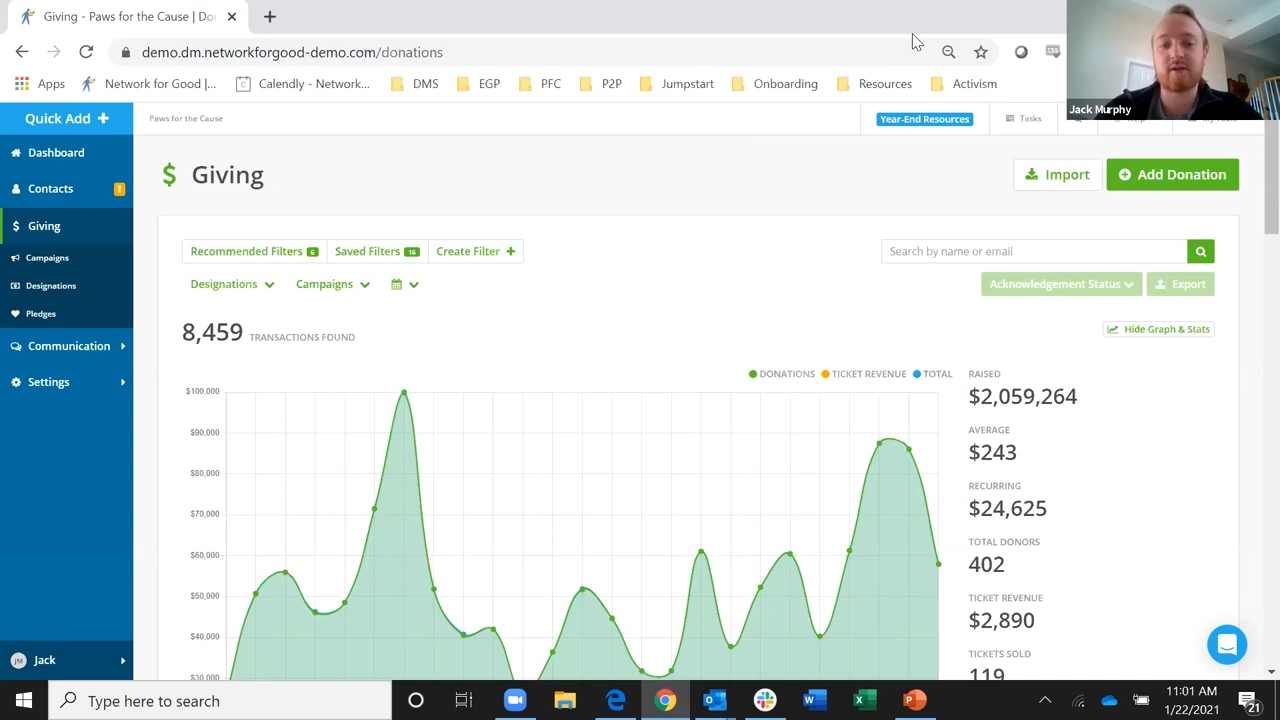 Giving - Paws for the Cause | Do
demo.dm.networkforgood-demo.com/donations
Apps Network for Good |... Calendly - Network... DMS EGP PFC P2P Jumpstart Onboarding Resources Activism
CSS
Jack Murphy
Quick Add +
Paws for the Cause
Year-End Resources
Tasks
Dashboard
Contacts
Giving
Campaigns
Designations
Pledges
Communication
Settings
Jack
JM
$ Giving
Import
Add Donation
Recommended Filters 6
Saved Filters 16
Create Filter +
Search by name or email
Designations
Campaigns
Acknowledgement Status
Export
8,459 TRANSACTIONS FOUND
Hide Graph & Stats
DONATIONS TICKET REVENUE TOTAL
$100,000
$90,000
$80,000
$70,000
$60,000
$50,000
$40,000
$30,000
RAISED
$2,059,264
AVERAGE
$243
RECURRING
$24,625
TOTAL DONORS
402
TICKET REVENUE
$2,890
TICKETS SOLD
119
Type here to search
11:01 AM
1/22/2021
21